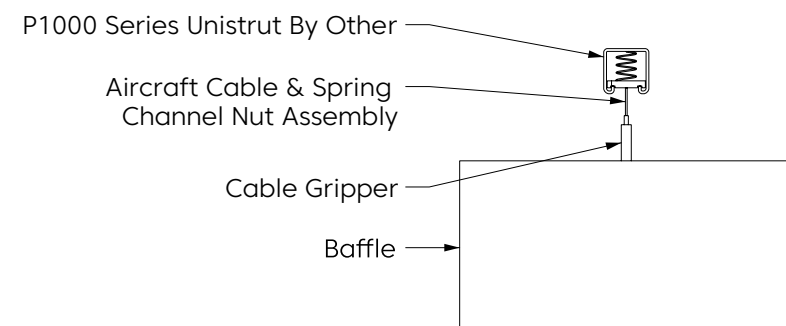 P1000 Series Unistrut By Other
Aircraft Cable & Spring
Channel Nut Assembly
Cable Gripper
Baffle